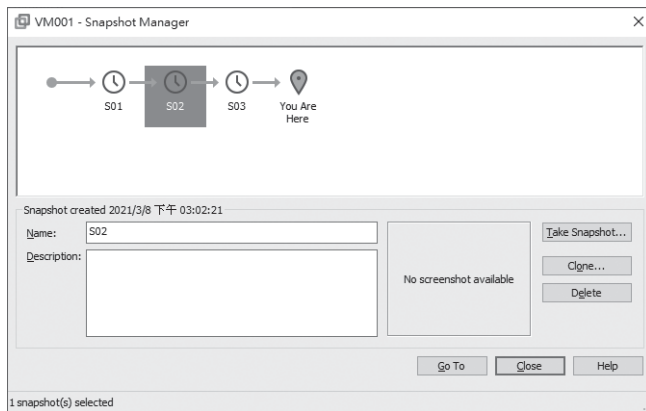 VM001 - Snapshot Manager
S01
S02
S03
You Are
Here
Snapshot created 2021/3/8 下午 03:02:21
Name:
S02
Take Snapshot...
Description:
No screenshot available
Clone...
Delete
Go To
Close
Help
1 snapshot(s) selected